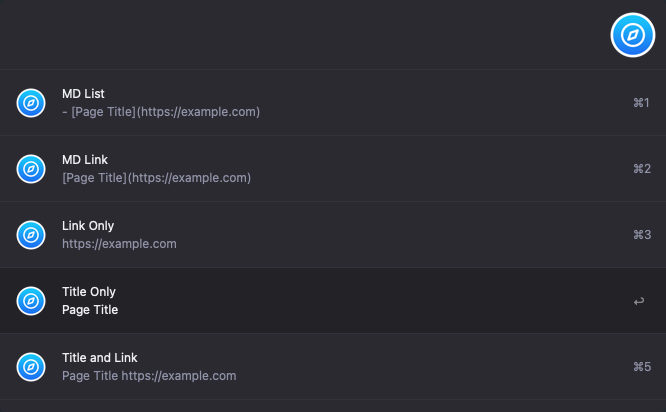 MD List
- [Page Title](https://example.com)
⌘1
MD Link
[Page Title](https://example.com)
⌘2
Link Only
https://example.com
⌘3
Title Only
Page Title
↩
Title and Link
Page Title https://example.com
⌘5